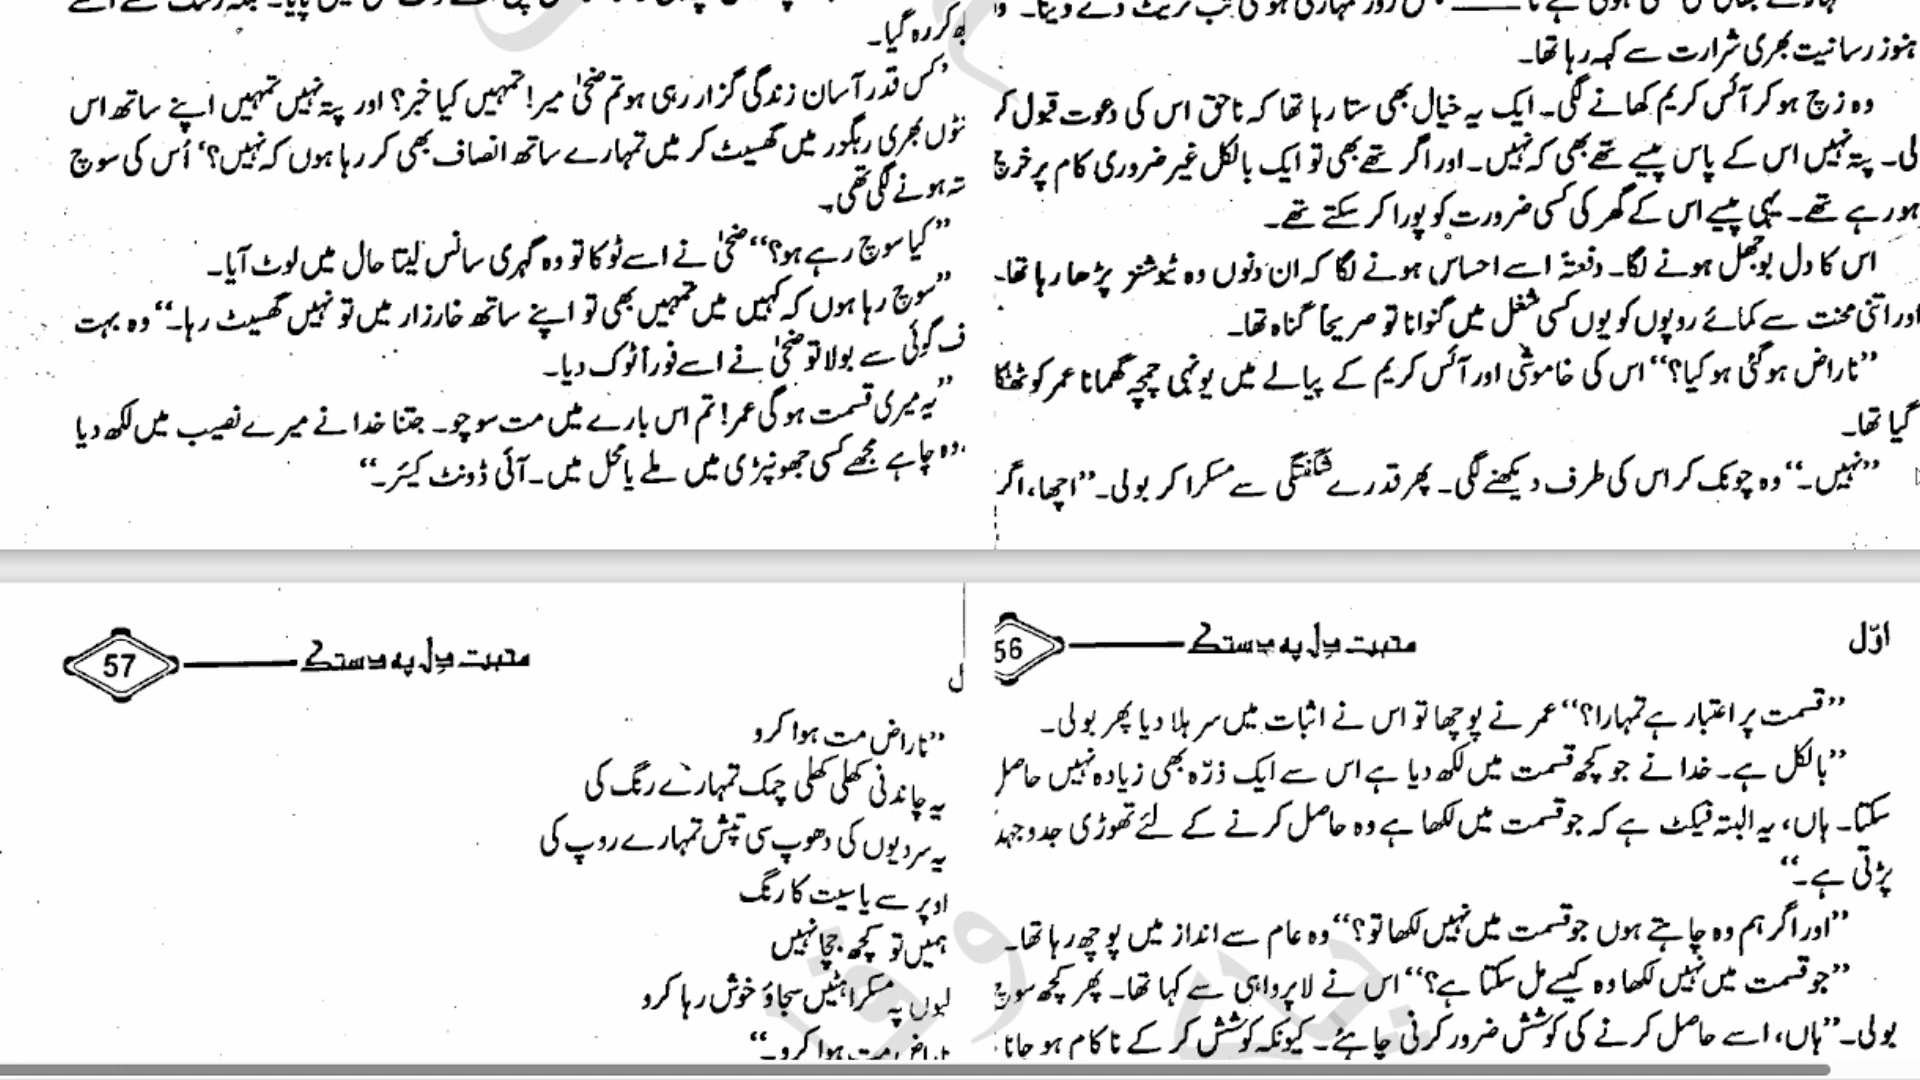 ہنوز رسانیت بھری شرارت سے کہہ رہا تھا۔
وہ زچ ہو کر آئس کریم کھانے لگی۔ ایک یہ خیال بھی ستا رہا تھا کہ ناحق اس کی دعوت قبول کر
لی۔ پتہ نہیں اس کے پاس پیسے تھے بھی کہ نہیں۔ اور اگر تھے بھی تو ایک بالکل غیر ضروری کام پر خرچ
ہو رہے تھے۔ یہی پیسے اس کے گھر کی کسی ضرورت کو پورا کر سکتے تھے۔
اس کا دل بوجھل ہونے لگا۔ دفعتہً اسے احساس ہونے لگا کہ ان دنوں وہ ٹیوشنز پڑھا رہا تھا۔
اور اتنی محنت سے کمائے روپوں کو یوں کسی شغل میں گنوانا تو صریحاً گناہ تھا۔
”ناراض ہو گئی ہو کیا؟“ اس کی خاموشی اور آئس کریم کے پیالے میں یونہی چمچہ گھمانا عمر کو ٹھٹکا
گیا تھا۔
”نہیں۔“ وہ چونک کر اس کی طرف دیکھنے لگی۔ پھر قدرے شگفتگی سے مسکرا کر بولی۔ ”اچھا، اگر
کر رہ گیا۔
’کس قدر آسان زندگی گزار رہی ہو تم ضحیٰ میر! تمہیں کیا خبر؟ اور پتہ نہیں تمہیں اپنے ساتھ اس
نٹوں بھری رہگور میں گھسیٹ کر میں تمہارے ساتھ انصاف بھی کر رہا ہوں کہ نہیں؟‘ اُس کی سوچ
تہ ہونے لگی تھی۔
”کیا سوچ رہے ہو؟“ ضحیٰ نے اسے ٹوکا تو وہ گہری سانس لیتا حال میں لوٹ آیا۔
”سوچ رہا ہوں کہ کہیں میں تمہیں بھی تو اپنے ساتھ خارزار میں تو نہیں گھسیٹ رہا۔“ وہ بہت
ف گوئی سے بولا تو ضحیٰ نے اسے فوراً ٹوک دیا۔
”یہ میری قسمت ہو گی عمر! تم اس بارے میں مت سوچو۔ جتنا خدا نے میرے نصیب میں لکھ دیا
وہ چاہے مجھے کسی جھونپڑی میں ملے یا محل میں۔ آئی ڈونٹ کیئر۔“
اوّل
محبت دِل پہ دستک
56
”قسمت پر اعتبار ہے تمہارا؟“ عمر نے پوچھا تو اس نے اثبات میں سر ہلا دیا پھر بولی۔
”بالکل ہے۔ خدا نے جو کچھ قسمت میں لکھ دیا ہے اس سے ایک ذرّہ بھی زیادہ نہیں حاصل
سکتا۔ ہاں، یہ البتہ فیکٹ ہے کہ جو قسمت میں لکھا ہے وہ حاصل کرنے کے لئے تھوڑی جدوجہد
پڑتی ہے۔“
”اور اگر ہم وہ چاہتے ہوں جو قسمت میں نہیں لکھا تو؟“ وہ عام سے انداز میں پوچھ رہا تھا۔
”جو قسمت میں نہیں لکھا وہ کیسے مل سکتا ہے؟“ اس نے لاپرواہی سے کہا تھا۔ پھر کچھ سوچ
بولی۔ ”ہاں، اسے حاصل کرنے کی کوشش ضرور کرنی چاہئے۔ کیونکہ کوشش کر کے ناکام ہو جانا
ل
محبت دِل پہ دستک
57
”ناراض مت ہوا کرو
یہ چاندنی کھلی کھلی چمک تمہارے رنگ کی
یہ سردیوں کی دھوپ سی تپش تمہارے روپ کی
اوپر سے یاسیت کا رنگ
ہمیں تو کچھ جچا نہیں
لبوں پہ مسکراہٹیں سجاؤ خوش رہا کرو
ناراض مت ہوا کرو۔“